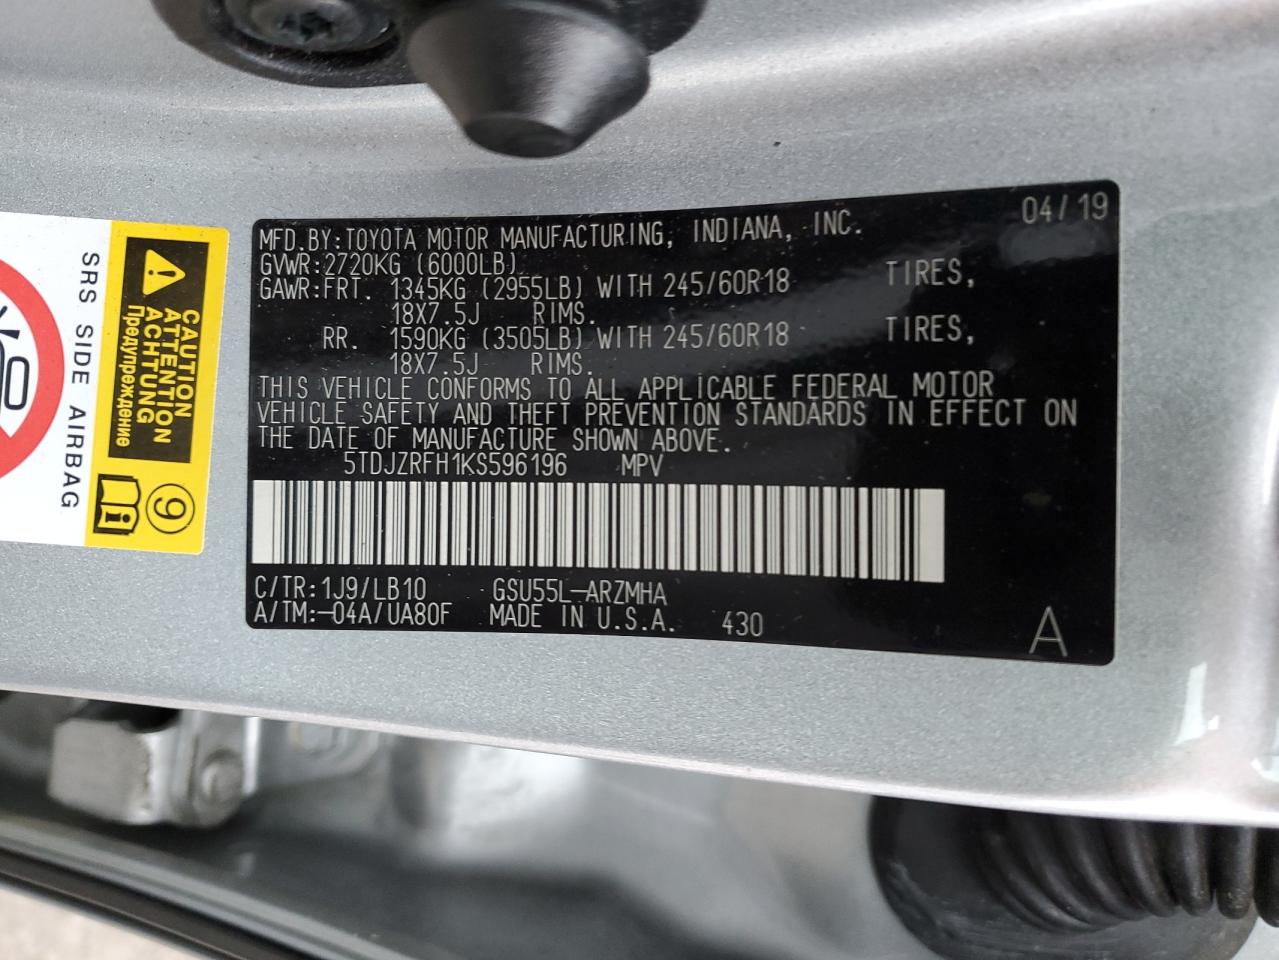 04/19
MFD.BY:TOYOTA MOTOR MANUFACTURING, INDIANA, INC.
GVWR:2720KG (6000LB)
GAWR:FRT. 1345KG (2955LB) WITH 245/60R18 TIRES,
18X7.5J RIMS.
RR. 1590KG (3505LB) WITH 245/60R18 TIRES,
18X7.5J RIMS.
THIS VEHICLE CONFORMS TO ALL APPLICABLE FEDERAL MOTOR
VEHICLE SAFETY AND THEFT PREVENTION STANDARDS IN EFFECT ON
THE DATE OF MANUFACTURE SHOWN ABOVE.
5TDJZRFH1KS596196 MPV
C/TR:1J9/LB10 GSU55L-ARZMHA
A/TM:-04A/UA80F MADE IN U.S.A. 430
A
CAUTION
ATTENTION
ACHTUNG
Предупреждение
9
SRS SIDE AIRBAG